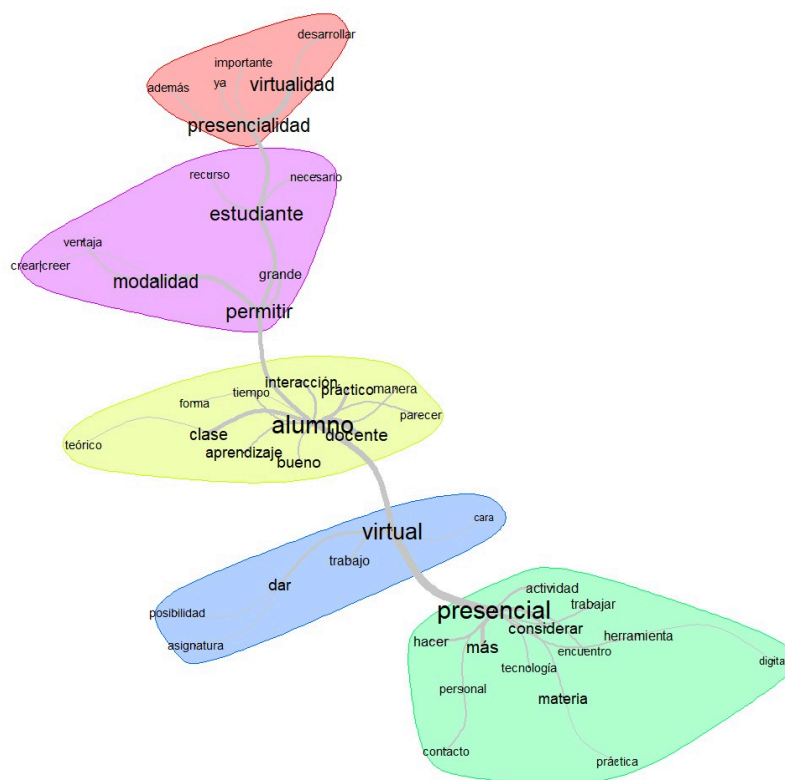 desarrollar
importante
ya
virtualidad
además
presencialidad
recurso
necesario
estudiante
ventaja
crear|creer
grande
modalidad
permitir
interacción
práctico
manera
tiempo
forma
parecer
alumno
clase
docente
teórico
aprendizaje
bueno
cara
virtual
trabajo
dar
posibilidad
asignatura
actividad
trabajar
presencial
considerar
herramienta
hacer
más
encuentro
tecnología
digital
personal
materia
contacto
práctica